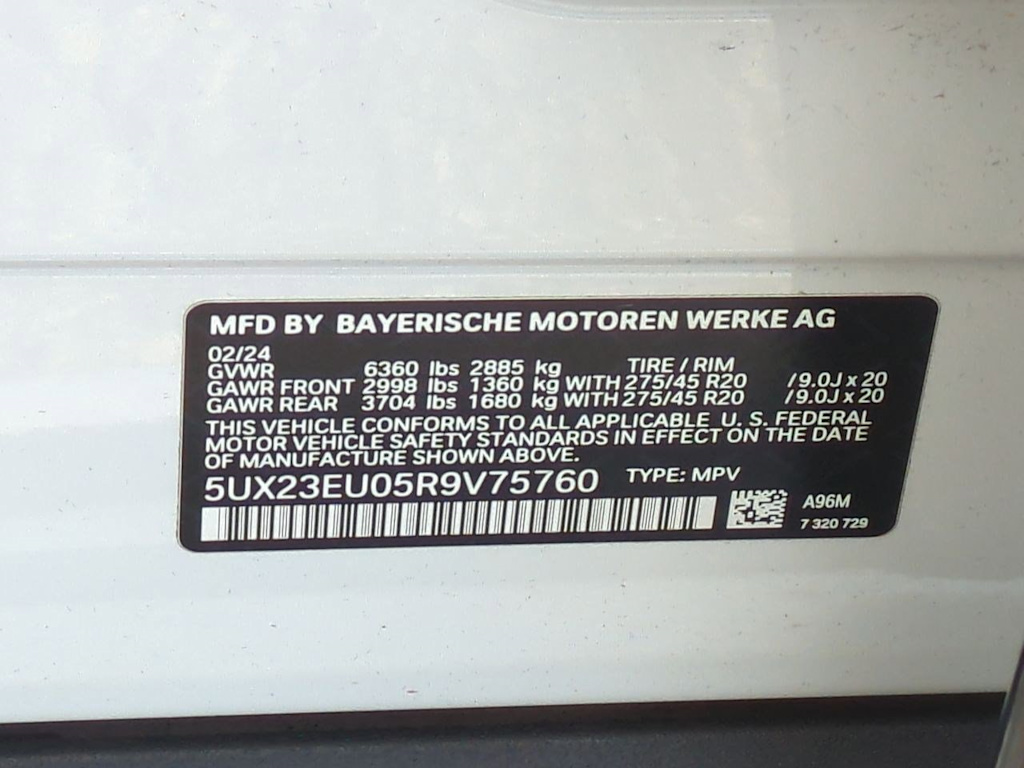 MFD BY BAYERISCHE MOTOREN WERKE AG
02/24
GVWR 6360 lbs 2885 kg TIRE / RIM
GAWR FRONT 2998 lbs 1360 kg WITH 275/45 R20 / 9.0J x 20
GAWR REAR 3704 lbs 1680 kg WITH 275/45 R20 / 9.0J x 20
THIS VEHICLE CONFORMS TO ALL APPLICABLE U. S. FEDERAL
MOTOR VEHICLE SAFETY STANDARDS IN EFFECT ON THE DATE
OF MANUFACTURE SHOWN ABOVE.
5UX23EU05R9V75760 TYPE: MPV
A96M
7 320 729